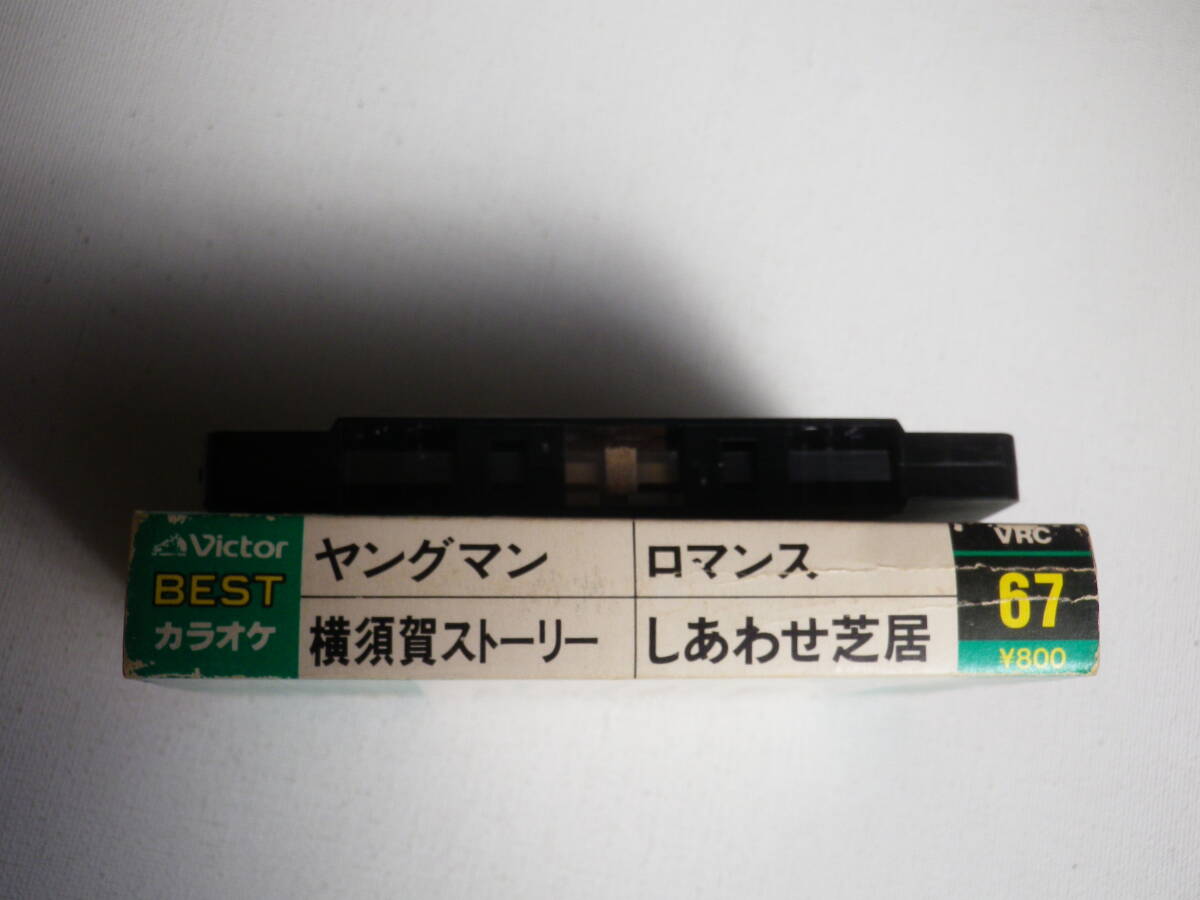 Victor
BEST
カラオケ
ヤングマン
横須賀ストーリー
ロマンス
しあわせ芝居
VRC
67
¥800